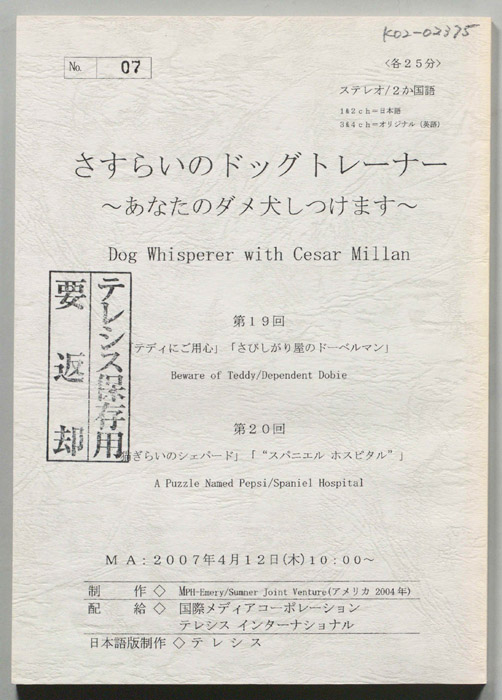 K02-02375
No. 07
〈各25分〉
ステレオ/2か国語
1&2ch=日本語
3&4ch=オリジナル (英語)
さすらいのドッグトレーナー
～あなたのダメ犬しつけます～
Dog Whisperer with Cesar Millan
テレシス保存用
要返却
第19回
「テディにご用心」「さびしがり屋のドーベルマン」
Beware of Teddy/Dependent Dobie
第20回
ぎらいのシェパード」「“スパニエル ホスピタル”」
A Puzzle Named Pepsi/Spaniel Hospital
MA:2007年4月12日(木)10:00～
制 作◇ MPH-Emery/Sumner Joint Venture(アメリカ 2004年)
配 給◇ 国際メディアコーポレーション
テレシス インターナショナル
日本語版制作◇テレシス